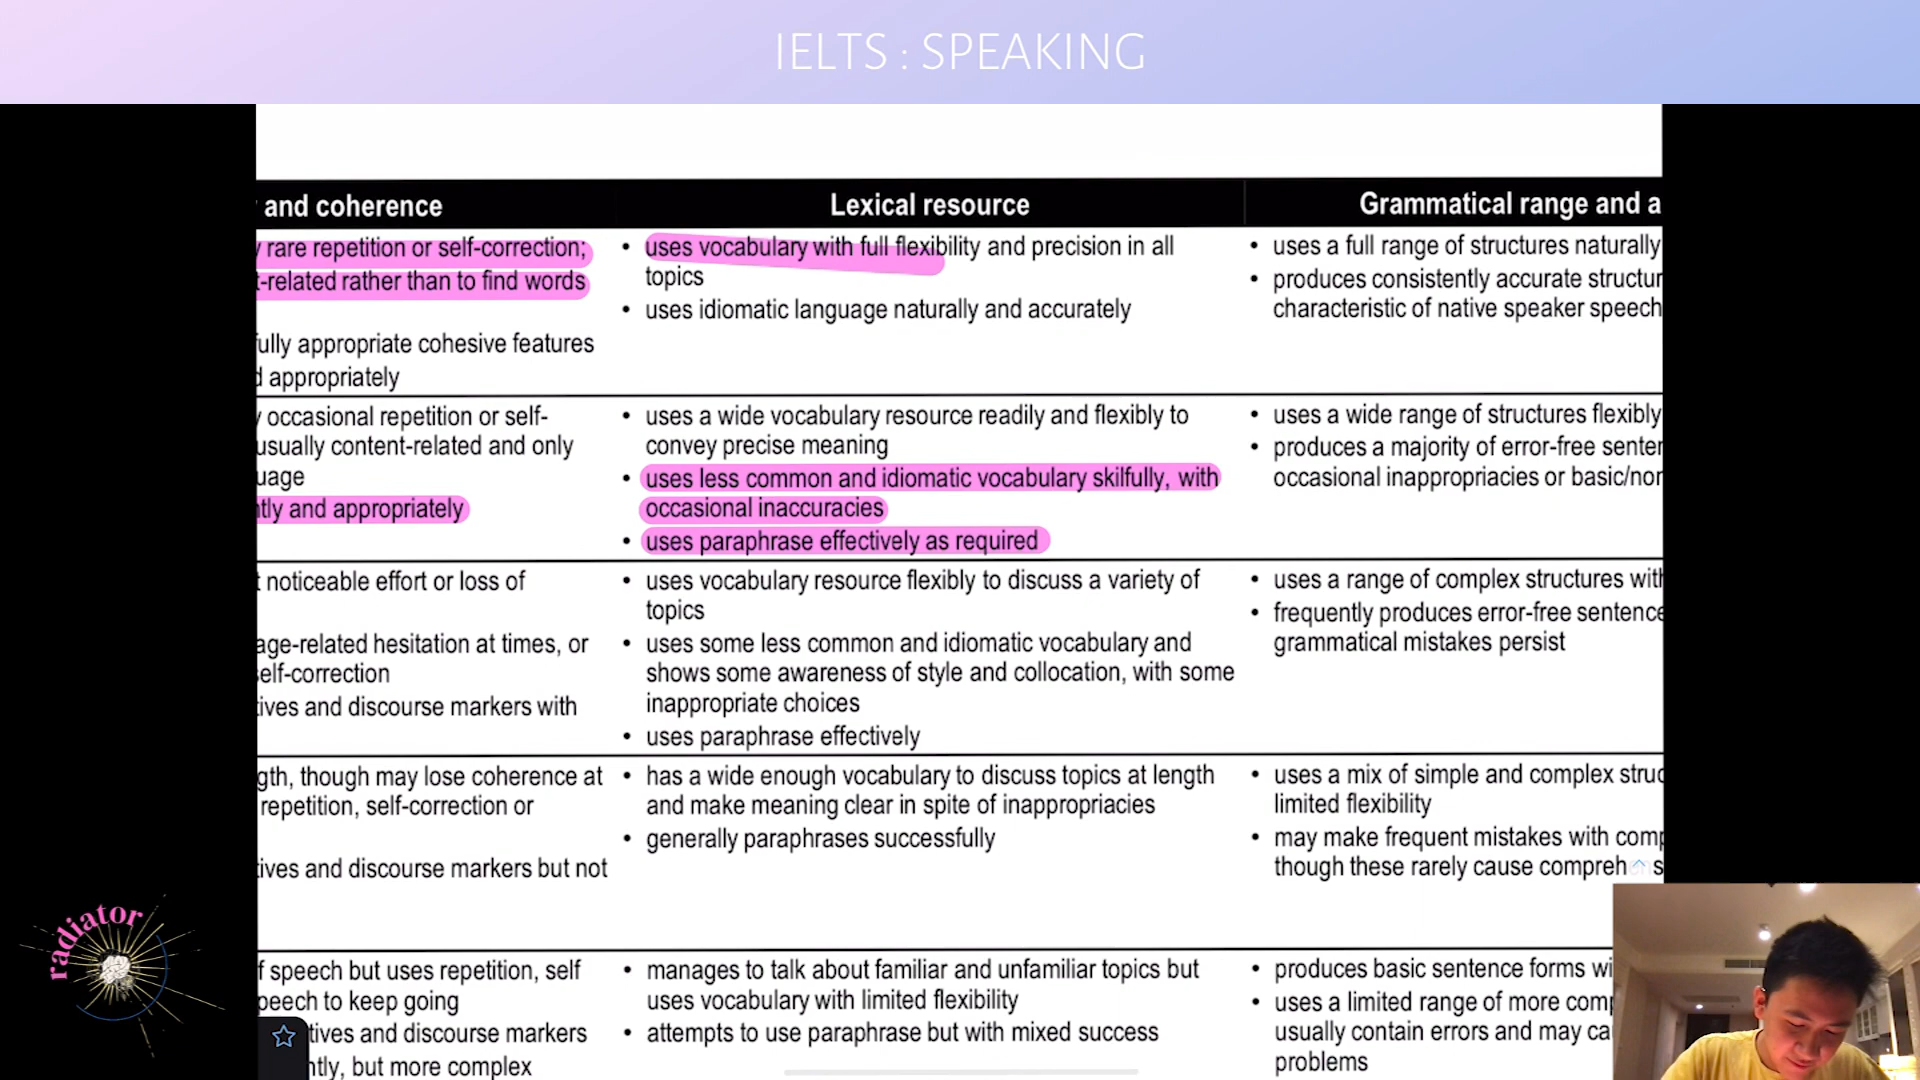 IELTS : SPEAKING
and coherence
Lexical resource
Grammatical range and a
rare repetition or self-correction;
-related rather than to find words
fully appropriate cohesive features
appropriately
• uses vocabulary with full flexibility and precision in all
topics
• uses idiomatic language naturally and accurately
• uses a full range of structures naturally
• produces consistently accurate structur
characteristic of native speaker speech
occasional repetition or self-
usually content-related and only
uage
ntly and appropriately
• uses a wide vocabulary resource readily and flexibly to
convey precise meaning
• uses less common and idiomatic vocabulary skilfully, with
occasional inaccuracies
• uses paraphrase effectively as required
• uses a wide range of structures flexibly
• produces a majority of error-free senter
occasional inappropriacies or basic/nor
noticeable effort or loss of
age-related hesitation at times, or
self-correction
tives and discourse markers with
• uses vocabulary resource flexibly to discuss a variety of
topics
• uses some less common and idiomatic vocabulary and
shows some awareness of style and collocation, with some
inappropriate choices
• uses paraphrase effectively
• uses a range of complex structures with
• frequently produces error-free sentence
grammatical mistakes persist
gth, though may lose coherence at
repetition, self-correction or
tives and discourse markers but not
• has a wide enough vocabulary to discuss topics at length
and make meaning clear in spite of inappropriacies
• generally paraphrases successfully
• uses a mix of simple and complex struc
limited flexibility
• may make frequent mistakes with comp
though these rarely cause compreh
f speech but uses repetition, self
peech to keep going
tives and discourse markers
ntly, but more complex
• manages to talk about familiar and unfamiliar topics but
uses vocabulary with limited flexibility
• attempts to use paraphrase but with mixed success
• produces basic sentence forms wi
• uses a limited range of more comp
usually contain errors and may ca
problems
radiator